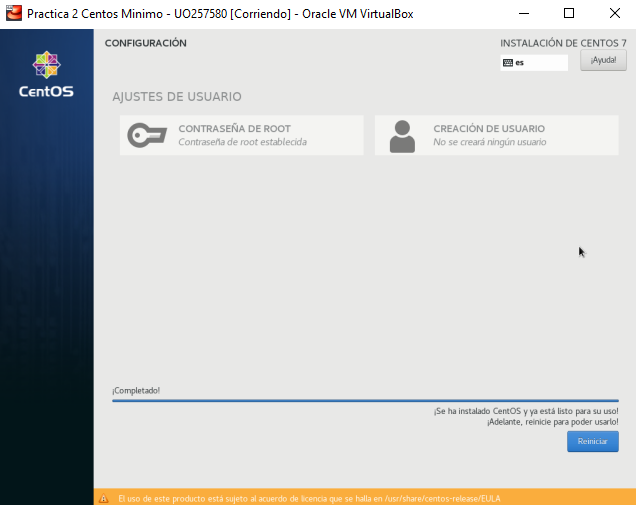 Practica 2 Centos Minimo - UO257580 [Corriendo] - Oracle VM VirtualBox
CentOS
CONFIGURACIÓN
INSTALACIÓN DE CENTOS 7
es
¡Ayuda!
AJUSTES DE USUARIO
CONTRASEÑA DE ROOT
Contraseña de root establecida
CREACIÓN DE USUARIO
No se creará ningún usuario
¡Completado!
¡Se ha instalado CentOS y ya está listo para su uso!
¡Adelante, reinicie para poder usarlo!
Reiniciar
El uso de este producto está sujeto al acuerdo de licencia que se halla en /usr/share/centos-release/EULA